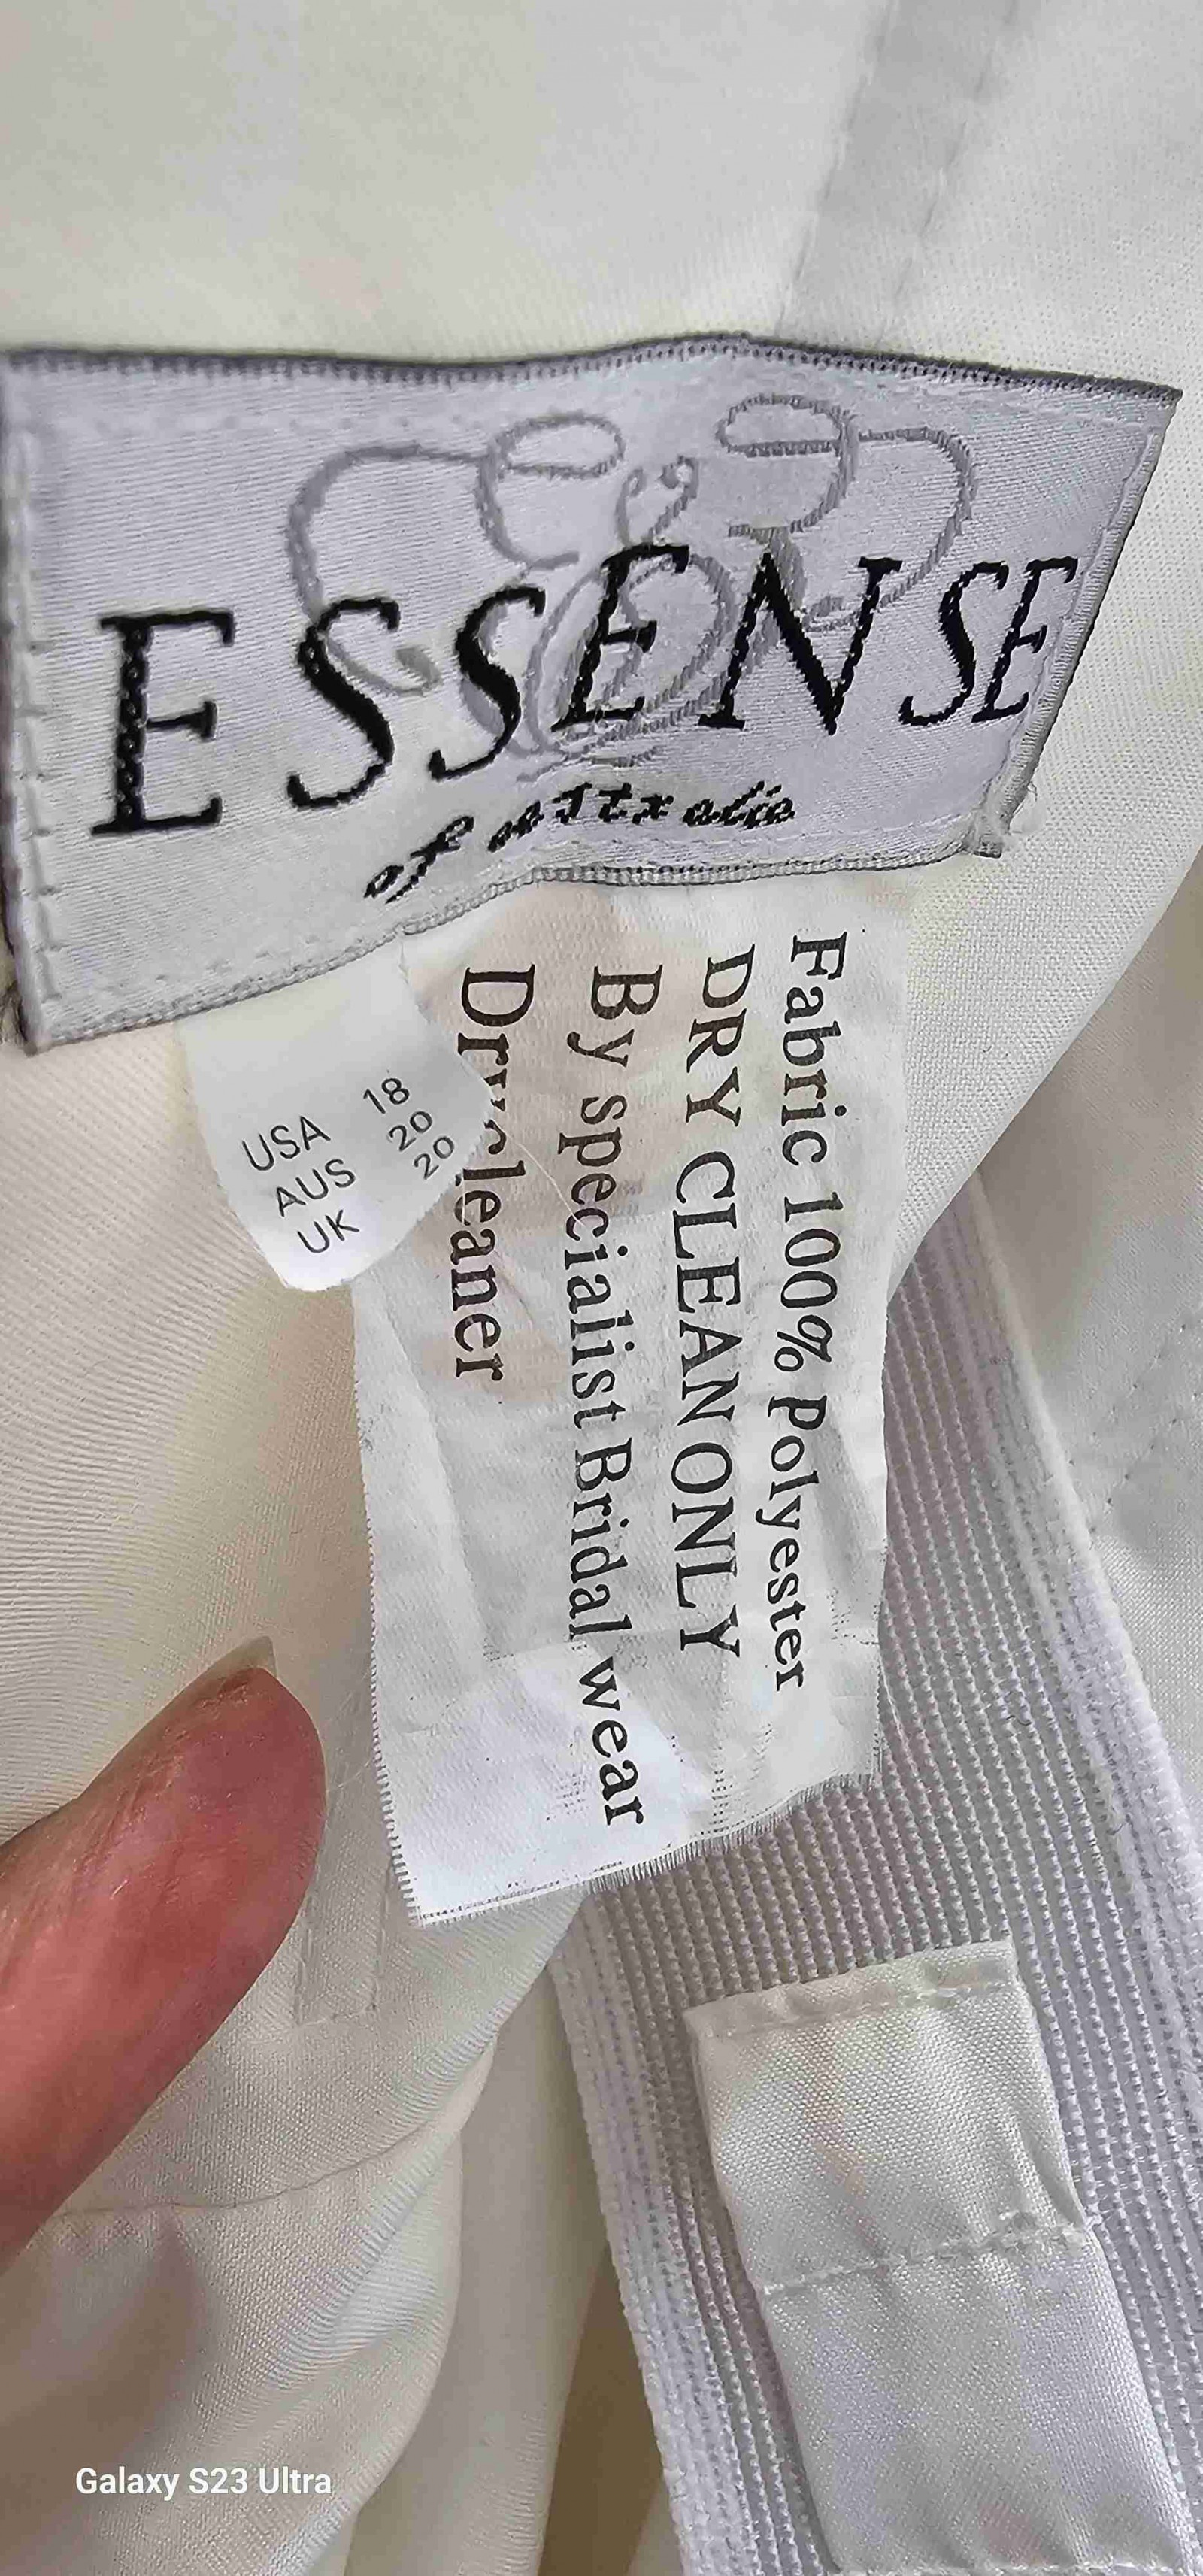 ESSENSE
of australia
USA 18
AUS 20
UK 20
Fabric 100% Polyester
DRY CLEAN ONLY
By specialist Bridal wear
Drycleaner
Galaxy S23 Ultra